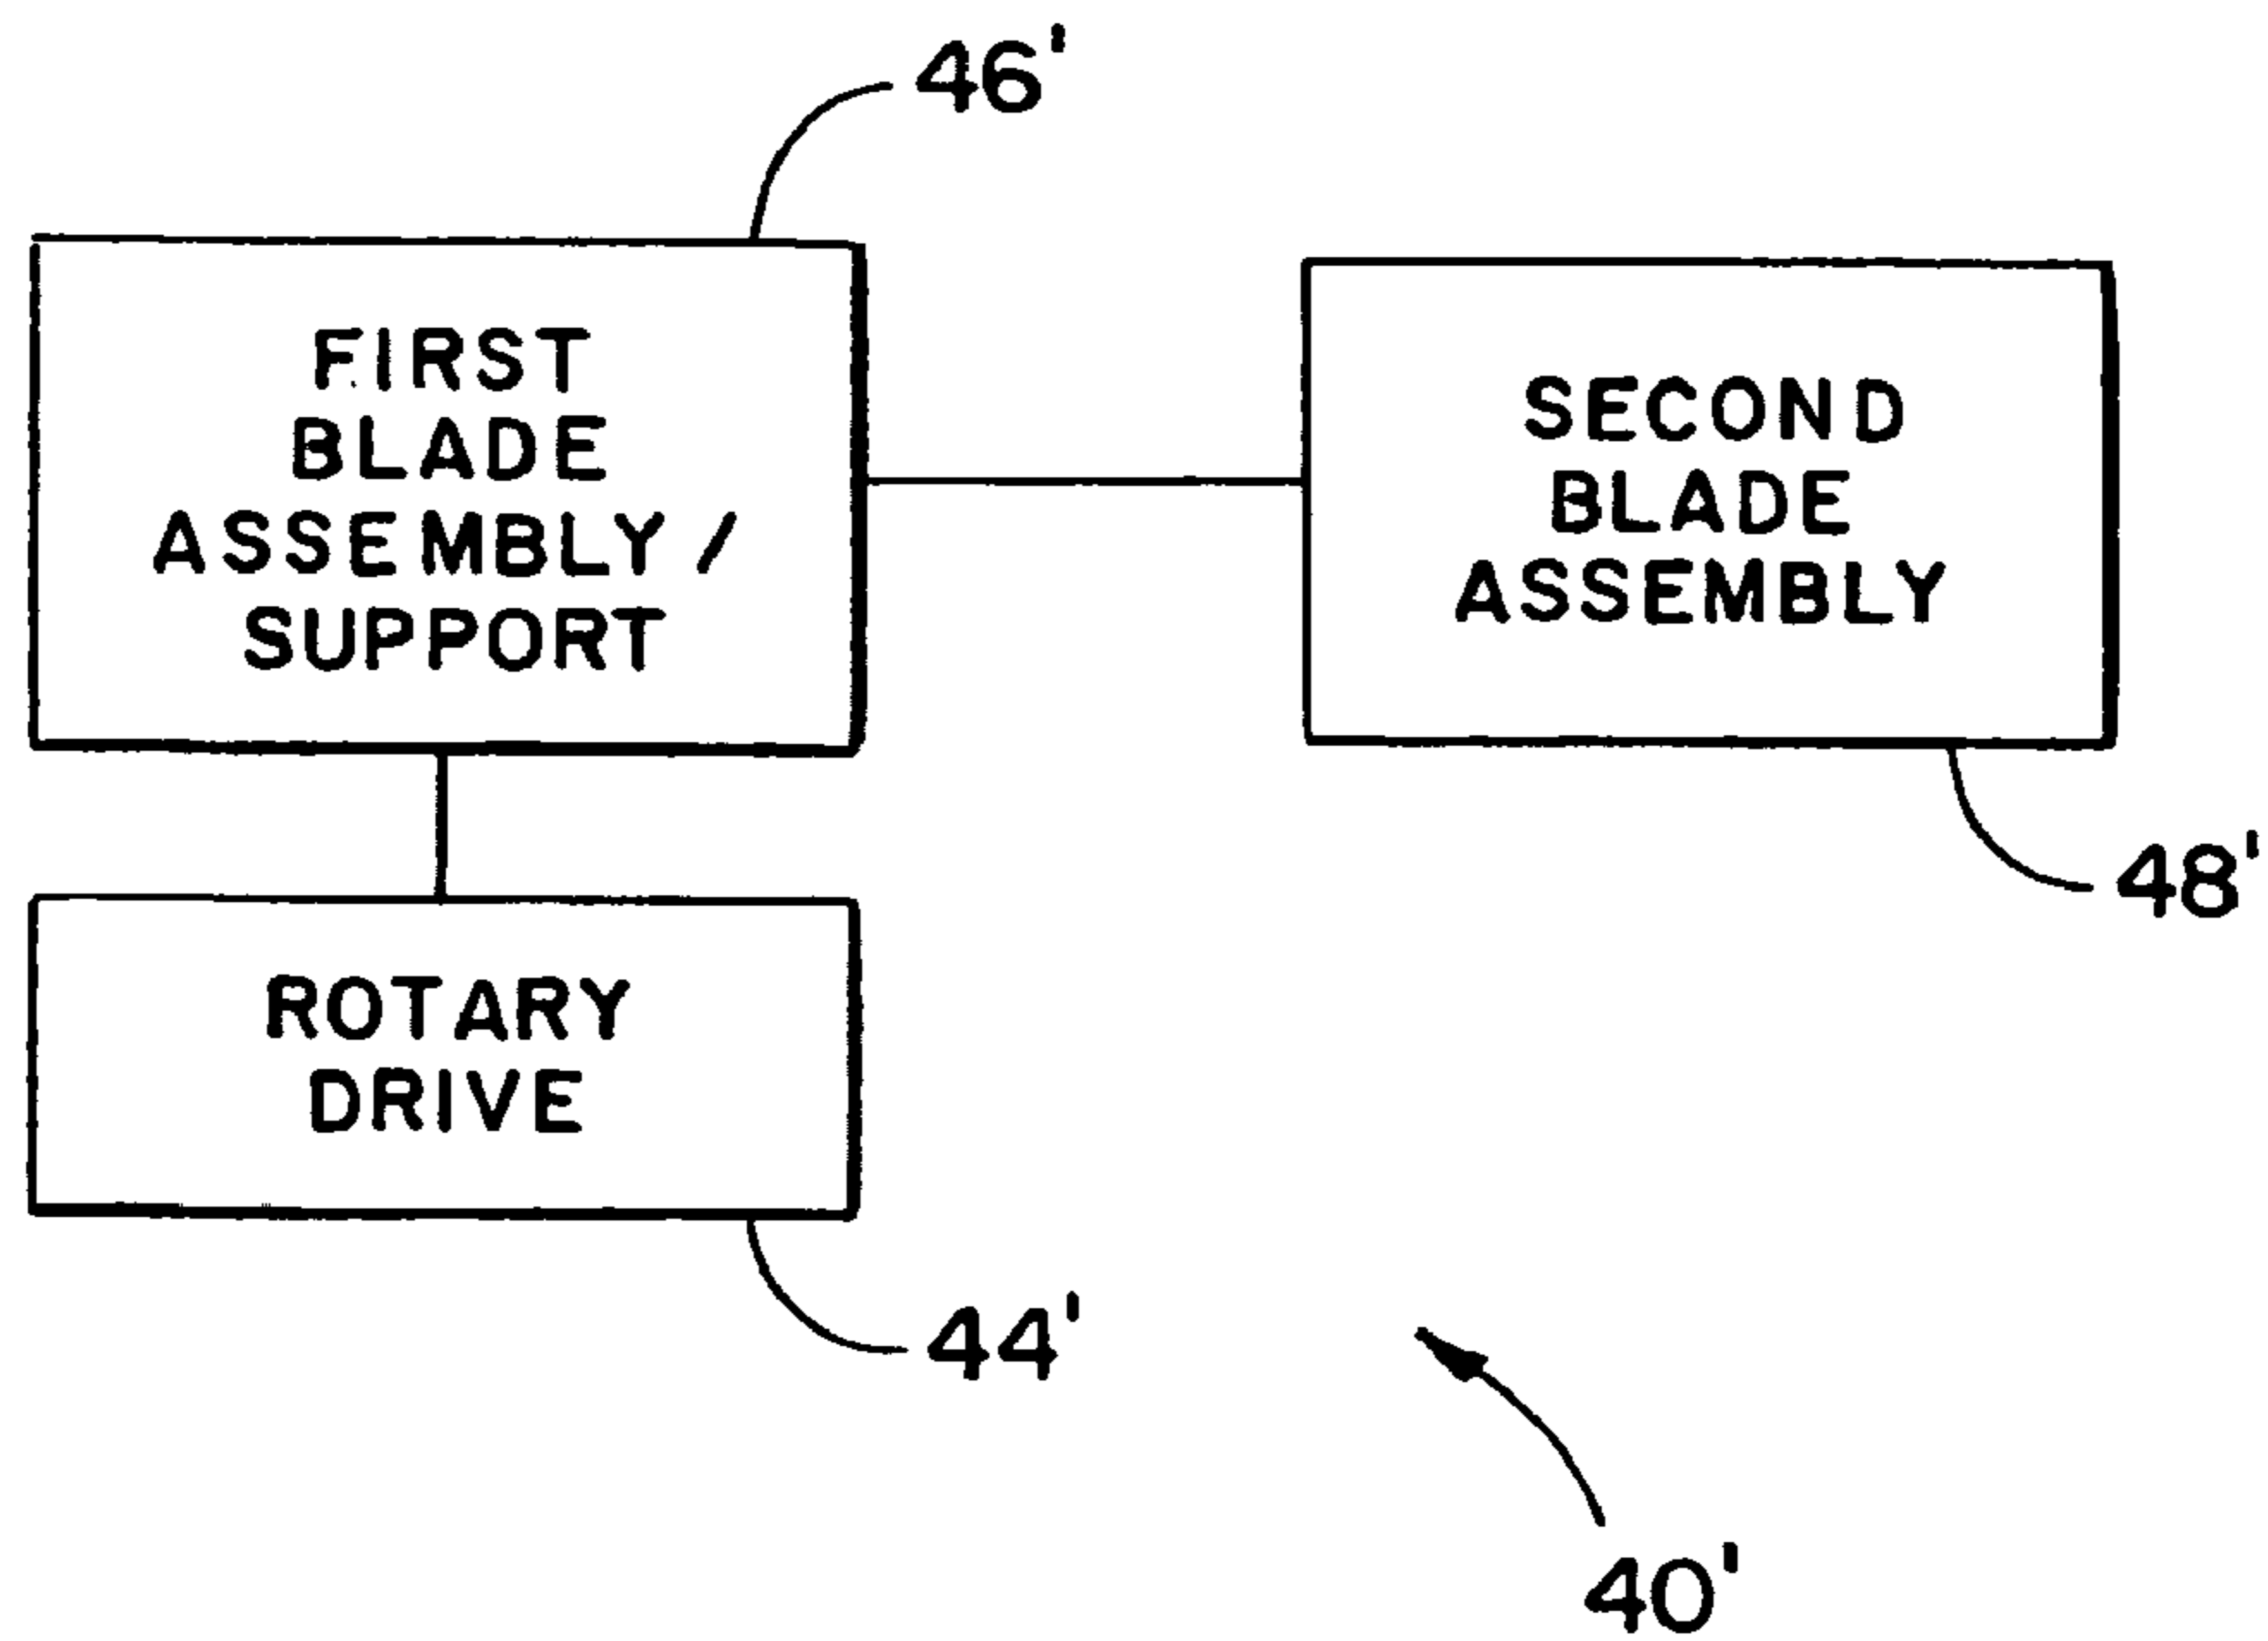 46'
FIRST
BLADE
ASSEMBLY /
SUPPORT
SECOND
BLADE
ASSEMBLY
48'
ROTARY
DRIVE
44'
40'